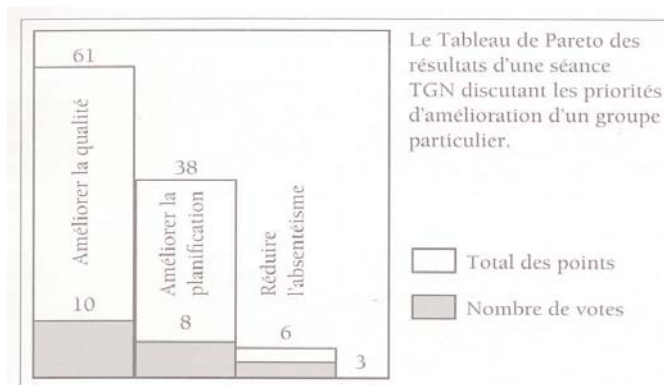 61
Améliorer la qualité
10
38
Améliorer la
planification
8
Réduire
l'absentéisme
6
3
Le Tableau de Pareto des
résultats d'une séance
TGN discutant les priorités
d'amélioration d'un groupe
particulier.
Total des points
Nombre de votes